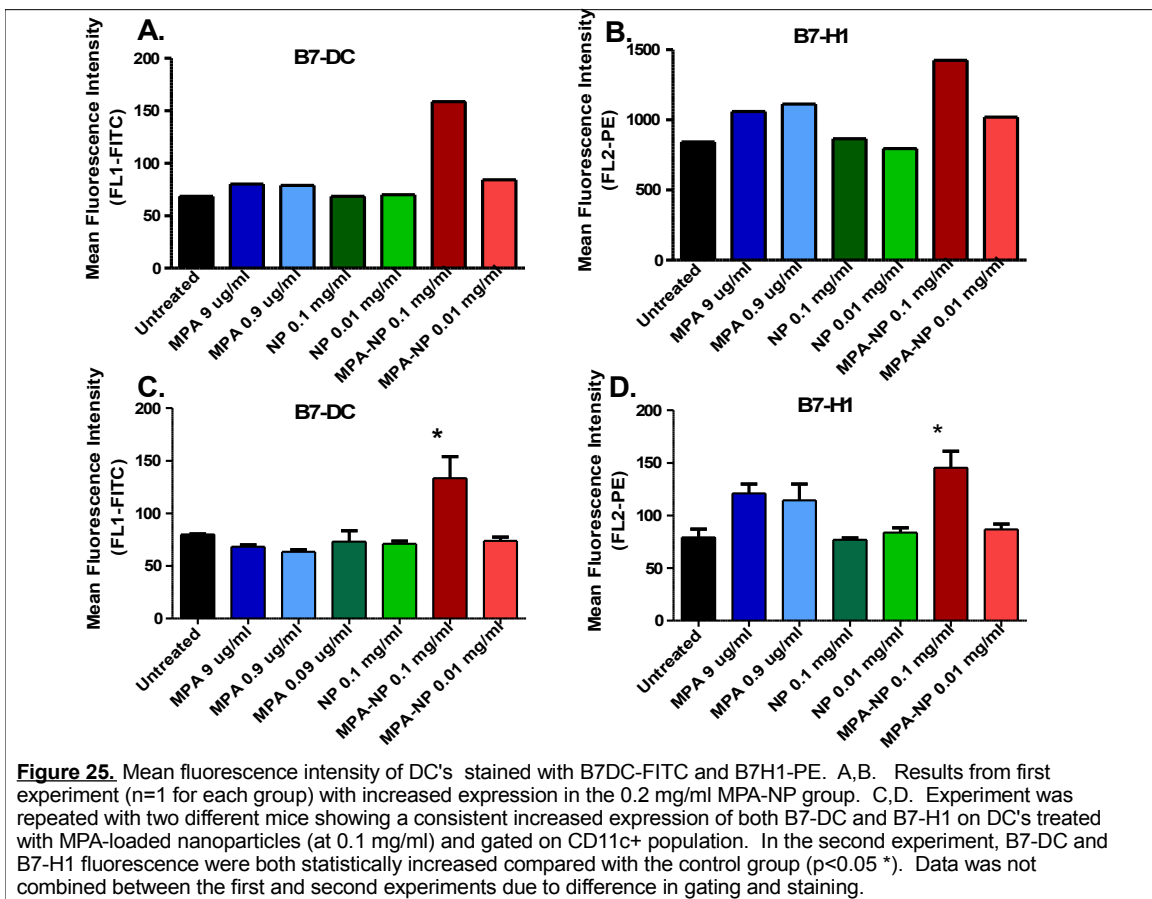 A.
B7-DC
Mean Fluorescence Intensity
(FL1-FITC)
200
150
100
50
0
Untreated
MPA 9 ug/ml
MPA 0.9 ug/ml
NP 0.1 mg/ml
NP 0.01 mg/ml
MPA-NP 0.1 mg/ml
MPA-NP 0.01 mg/ml
B.
B7-H1
Mean Fluorescence Intensity
(FL2-PE)
1500
1000
500
0
Untreated
MPA 9 ug/ml
MPA 0.9 ug/ml
NP 0.1 mg/ml
NP 0.01 mg/ml
MPA-NP 0.1 mg/ml
MPA-NP 0.01 mg/ml
C.
B7-DC
Mean Fluorescence Intensity
(FL1-FITC)
200
150
100
50
0
*
Untreated
MPA 9 ug/ml
MPA 0.9 ug/ml
MPA 0.09 ug/ml
NP 0.1 mg/ml
MPA-NP 0.1 mg/ml
MPA-NP 0.01 mg/ml
D.
B7-H1
Mean Fluorescence Intensity
(FL2-PE)
200
150
100
50
0
*
Untreated
MPA 9 ug/ml
MPA 0.9 ug/ml
NP 0.1 mg/ml
NP 0.01 mg/ml
MPA-NP 0.1 mg/ml
MPA-NP 0.01 mg/ml
Figure 25. Mean fluorescence intensity of DC's stained with B7DC-FITC and B7H1-PE. A,B. Results from first
experiment (n=1 for each group) with increased expression in the 0.2 mg/ml MPA-NP group. C,D. Experiment was
repeated with two different mice showing a consistent increased expression of both B7-DC and B7-H1 on DC's treated
with MPA-loaded nanoparticles (at 0.1 mg/ml) and gated on CD11c+ population. In the second experiment, B7-DC and
B7-H1 fluorescence were both statistically increased compared with the control group (p<0.05 *). Data was not
combined between the first and second experiments due to difference in gating and staining.